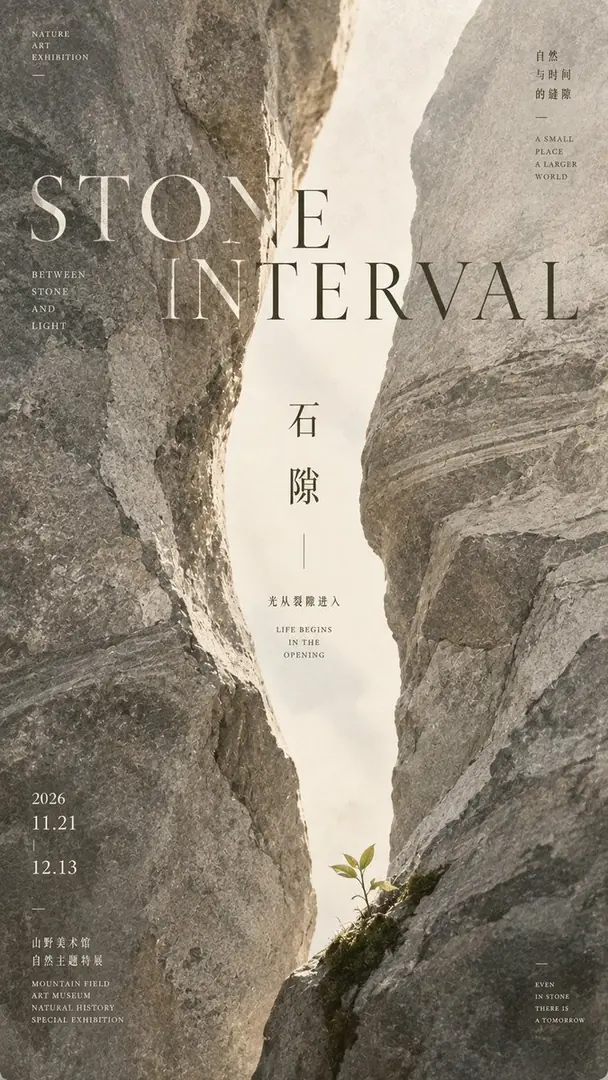 NATURE
ART
EXHIBITION
自然
与时间
的缝隙
A SMALL
PLACE
A LARGER
WORLD
STONE
INTERVAL
BETWEEN
STONE
AND
LIGHT
石
隙
光从裂隙进入
LIFE BEGINS
IN THE
OPENING
2026
11.21
12.13
山野美术馆
自然主题特展
MOUNTAIN FIELD
ART MUSEUM
NATURAL HISTORY
SPECIAL EXHIBITION
EVEN
IN STONE
THERE IS
A TOMORROW